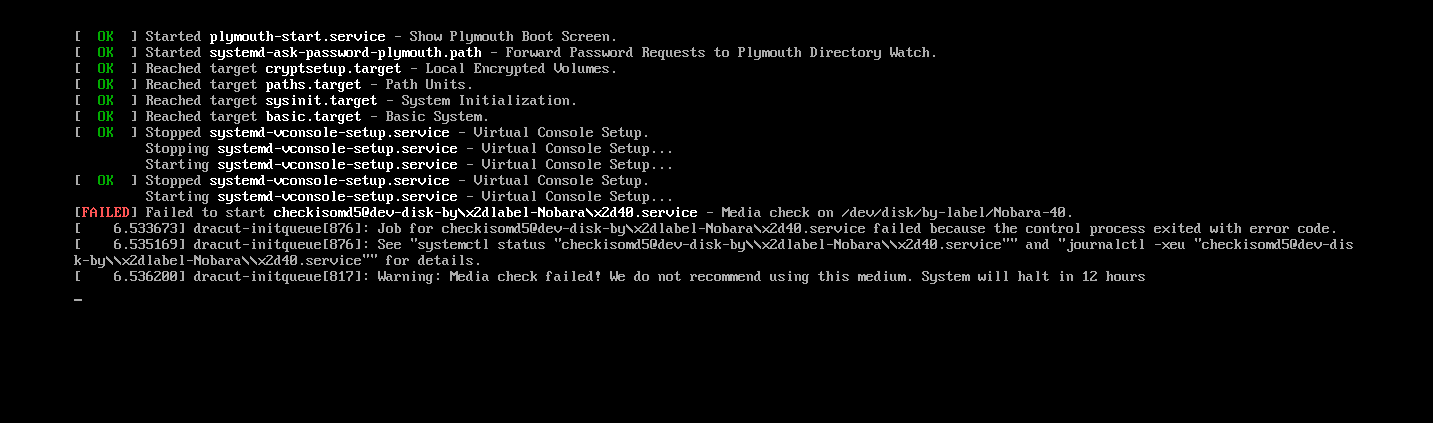 [  OK  ] Started plymouth-start.service - Show Plymouth Boot Screen.
[  OK  ] Started systemd-ask-password-plymouth.path - Forward Password Requests to Plymouth Directory Watch.
[  OK  ] Reached target cryptsetup.target - Local Encrypted Volumes.
[  OK  ] Reached target paths.target - Path Units.
[  OK  ] Reached target sysinit.target - System Initialization.
[  OK  ] Reached target basic.target - Basic System.
[  OK  ] Stopped systemd-vconsole-setup.service - Virtual Console Setup.
         Stopping systemd-vconsole-setup.service - Virtual Console Setup...
         Starting systemd-vconsole-setup.service - Virtual Console Setup...
[  OK  ] Stopped systemd-vconsole-setup.service - Virtual Console Setup.
         Starting systemd-vconsole-setup.service - Virtual Console Setup...
[FAILED] Failed to start checkisomd5@dev-disk-by\x2dlabel-Nobara\x2d40.service - Media check on /dev/disk/by-label/Nobara-40.
[    6.533673] dracut-initqueue[876]: Job for checkisomd5@dev-disk-by\x2dlabel-Nobara\x2d40.service failed because the control process exited with error code.
[    6.535169] dracut-initqueue[876]: See "systemctl status "checkisomd5@dev-disk-by\\x2dlabel-Nobara\\x2d40.service"" and "journalctl -xeu "checkisomd5@dev-dis
k-by\\x2dlabel-Nobara\\x2d40.service"" for details.
[    6.536200] dracut-initqueue[817]: Warning: Media check failed! We do not recommend using this medium. System will halt in 12 hours
_